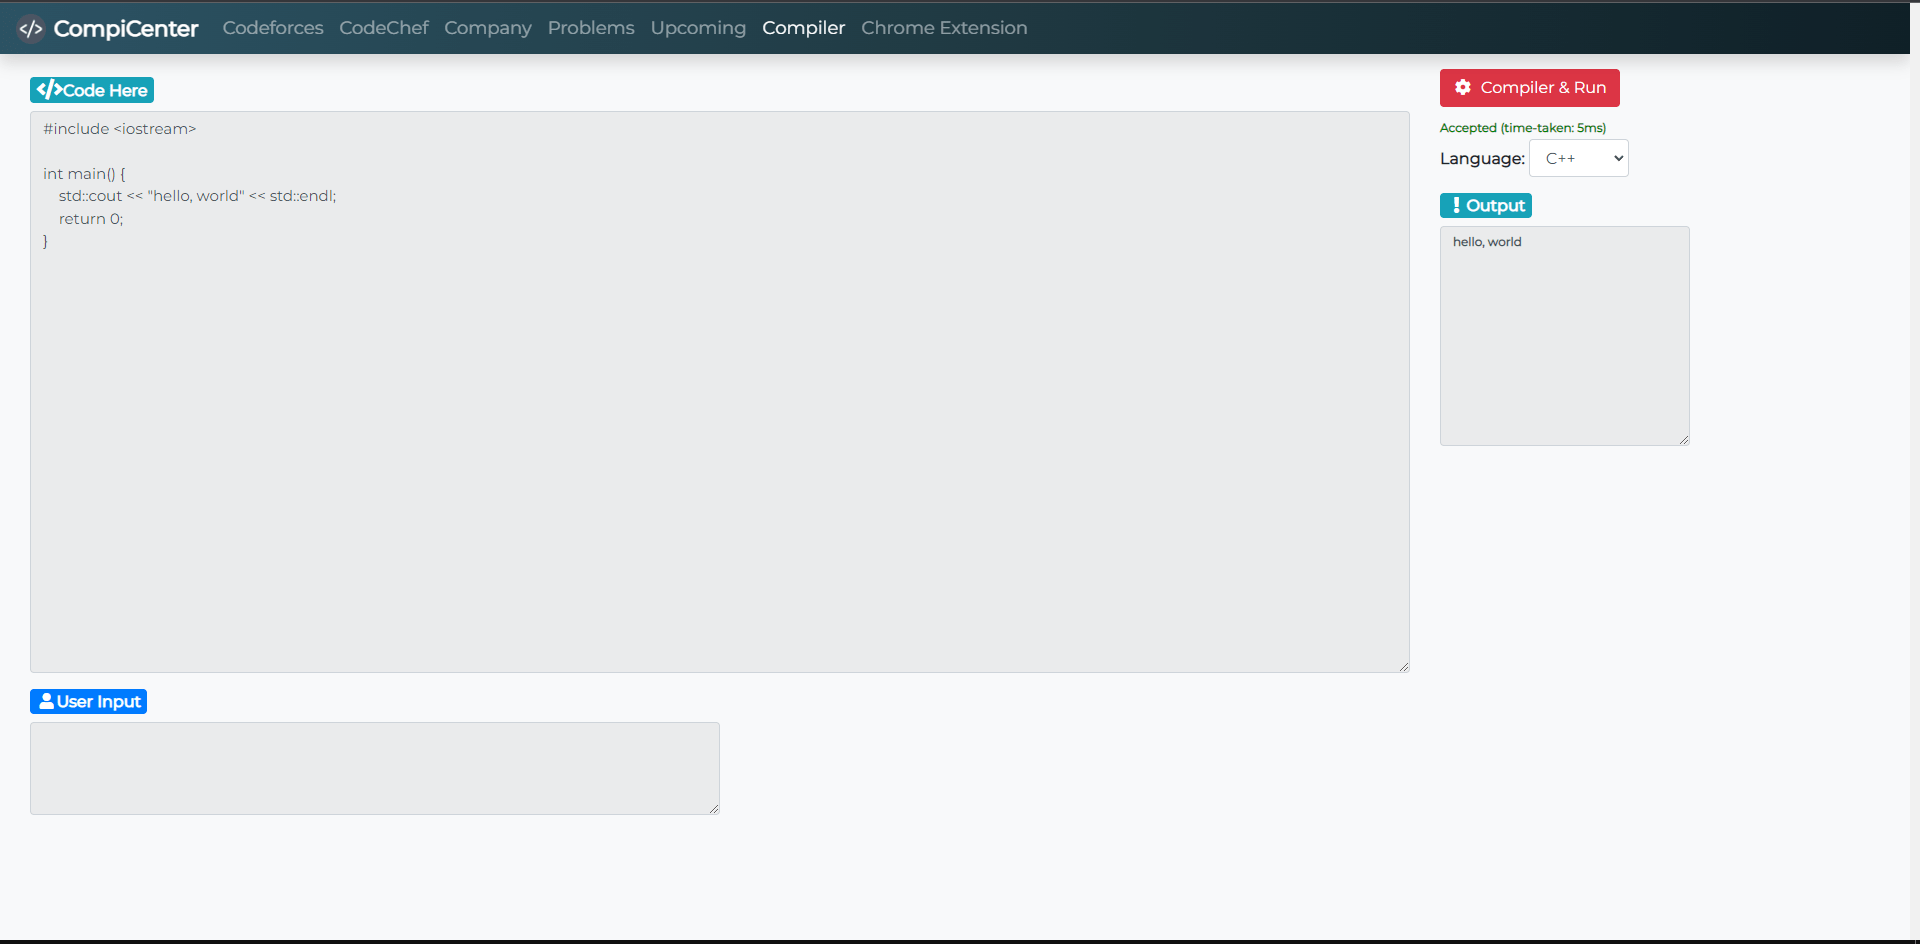 </> CompiCenter Codeforces CodeChef Company Problems Upcoming Compiler Chrome Extension
</>Code Here
#include <iostream>
int main() {
    std::cout << "hello, world" << std::endl;
    return 0;
}
User Input
Compiler & Run
Accepted (time-taken: 5ms)
Language: C++
! Output
hello, world